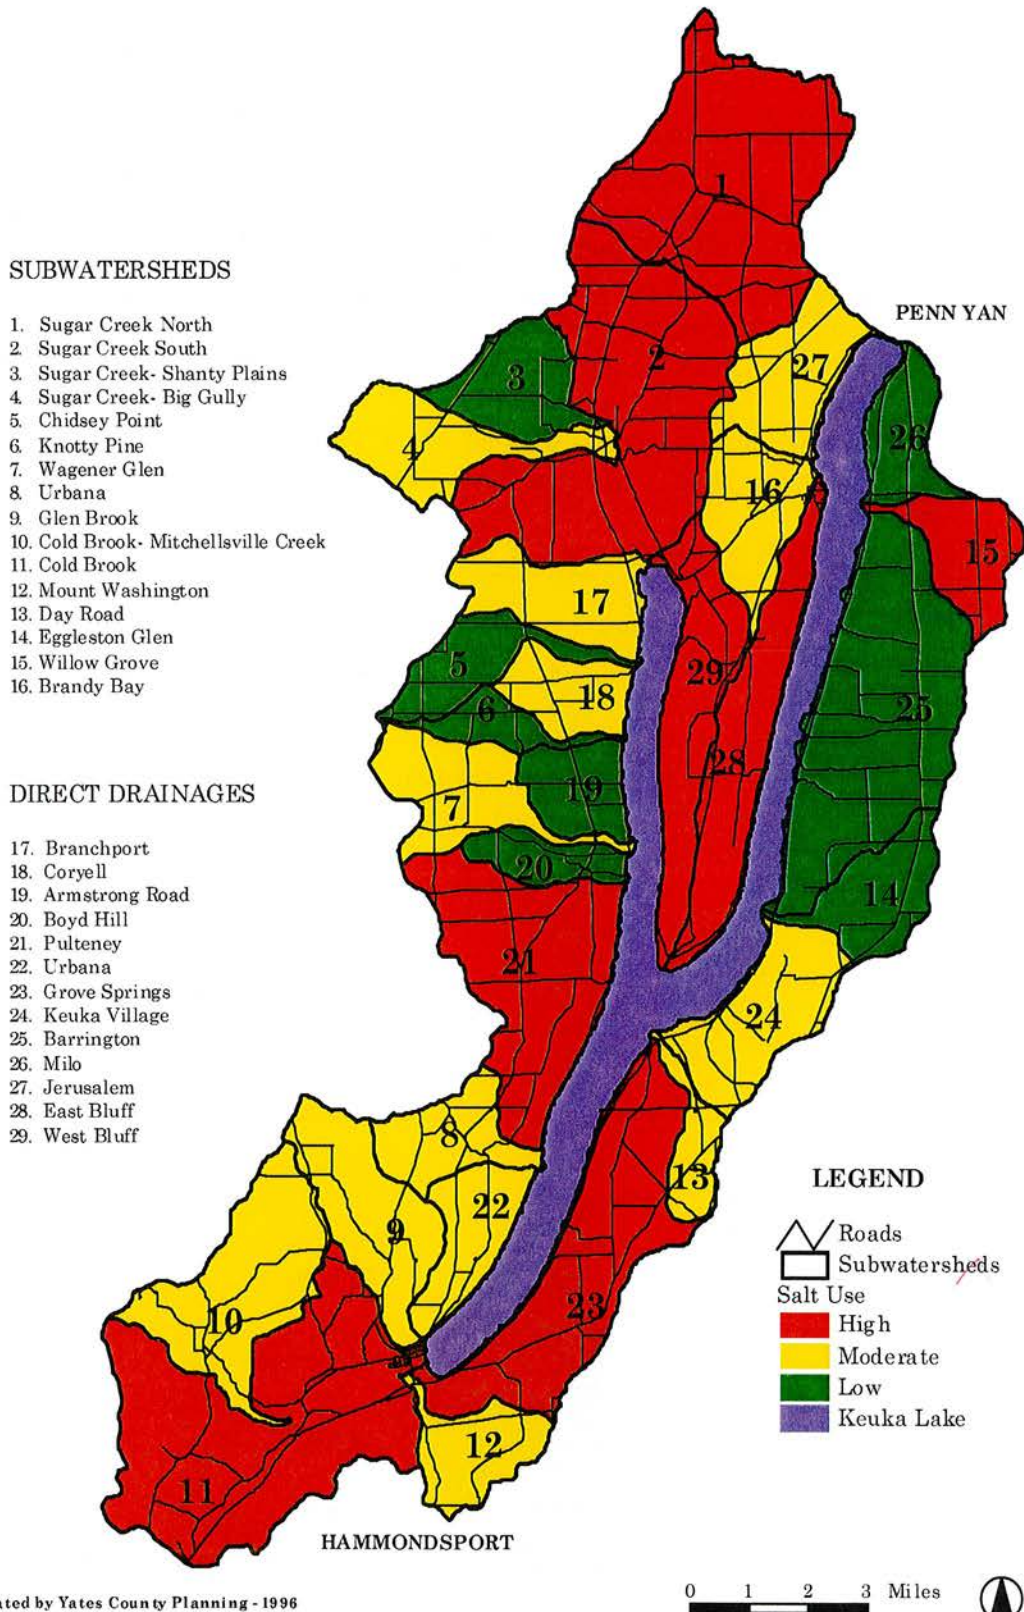 PENN YAN
SUBWATERSHEDS
1. Sugar Creek North
2. Sugar Creek South
3. Sugar Creek- Shanty Plains
4. Sugar Creek- Big Gully
5. Chidsey Point
6. Knotty Pine
7. Wagener Glen
8. Urbana
9. Glen Brook
10. Cold Brook- Mitchellsville Creek
11. Cold Brook
12. Mount Washington
13. Day Road
14. Eggleston Glen
15. Willow Grove
16. Brandy Bay
DIRECT DRAINAGES
17. Branchport
18. Coryell
19. Armstrong Road
20. Boyd Hill
21. Pulteney
22. Urbana
23. Grove Springs
24. Keuka Village
25. Barrington
26. Milo
27. Jerusalem
28. East Bluff
29. West Bluff
1
2
3
27
4
26
16
15
17
5
18
6
29
25
28
19
7
20
14
21
24
8
13
22
9
23
10
12
11
LEGEND
Roads
Subwatersheds
Salt Use
High
Moderate
Low
Keuka Lake
HAMMONDSPORT
by Yates County Planning - 1996
0 1 2 3 Miles